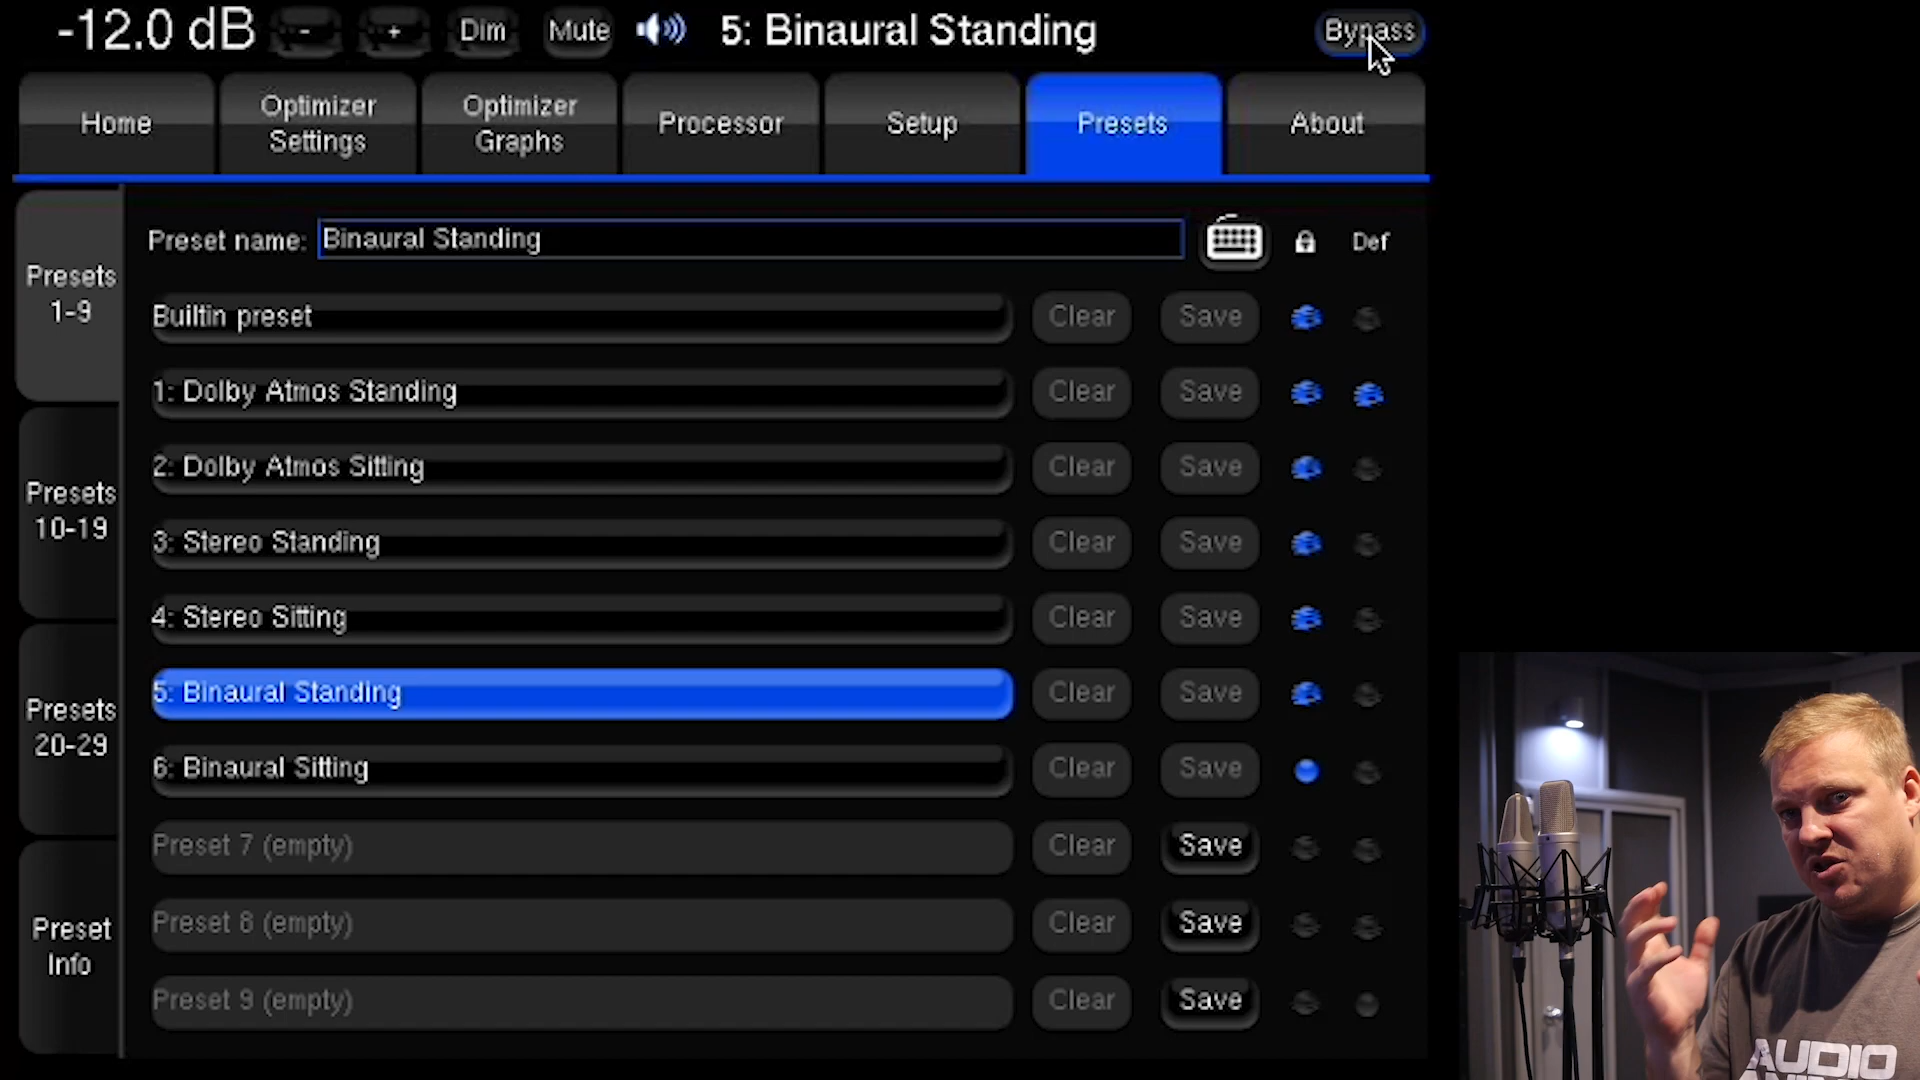 -12.0 dB - + Dim Mute 5: Binaural Standing Bypass
Home
Optimizer
Settings
Optimizer
Graphs
Processor
Setup
Presets
About
Presets
1-9
Presets
10-19
Presets
20-29
Preset
Info
Preset name: Binaural Standing Def
Builtin preset Clear Save
1: Dolby Atmos Standing Clear Save
2: Dolby Atmos Sitting Clear Save
3: Stereo Standing Clear Save
4: Stereo Sitting Clear Save
5: Binaural Standing Clear Save
6: Binaural Sitting Clear Save
Preset 7 (empty) Clear Save
Preset 8 (empty) Clear Save
Preset 9 (empty) Clear Save
AUDIO